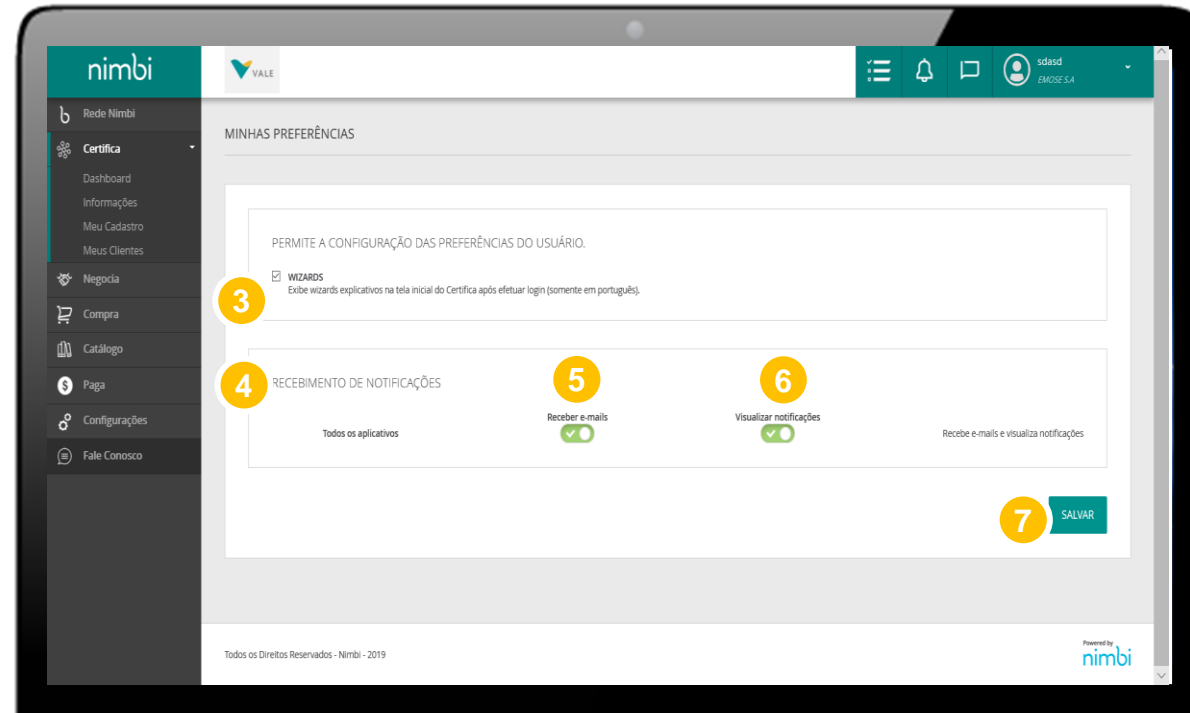 nimbi
VALE
sdasd
EMOSE S.A
Rede Nimbi
Certifica
Dashboard
Informações
Meu Cadastro
Meus Clientes
Negocia
Compra
Catálogo
Paga
Configurações
Fale Conosco
MINHAS PREFERÊNCIAS
PERMITE A CONFIGURAÇÃO DAS PREFERÊNCIAS DO USUÁRIO.
WIZARDS
Exibe wizards explicativos na tela inicial do Certifica após efetuar login (somente em português).
3
4
RECEBIMENTO DE NOTIFICAÇÕES
5
6
Receber e-mails
Visualizar notificações
Todos os aplicativos
Recebe e-mails e visualiza notificações
7
SALVAR
Todos os Direitos Reservados - Nimbi - 2019
Powered by
nimbi